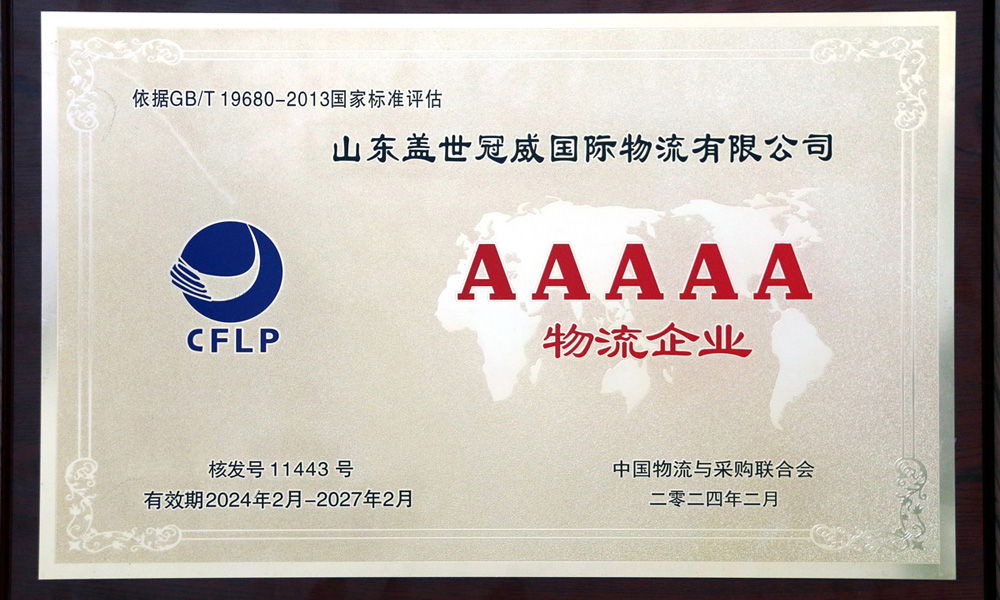 依据GB/T 19680-2013国家标准评估
山东盖世冠威国际物流有限公司
AAAAA
物流企业
CFLP
核发号 11443 号
有效期2024年2月-2027年2月
中国物流与采购联合会
二零二四年二月